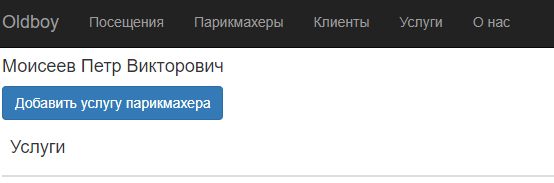 Oldboy Посещения Парикмахеры Клиенты Услуги О нас
Моисеев Петр Викторович
Добавить услугу парикмахера
Услуги